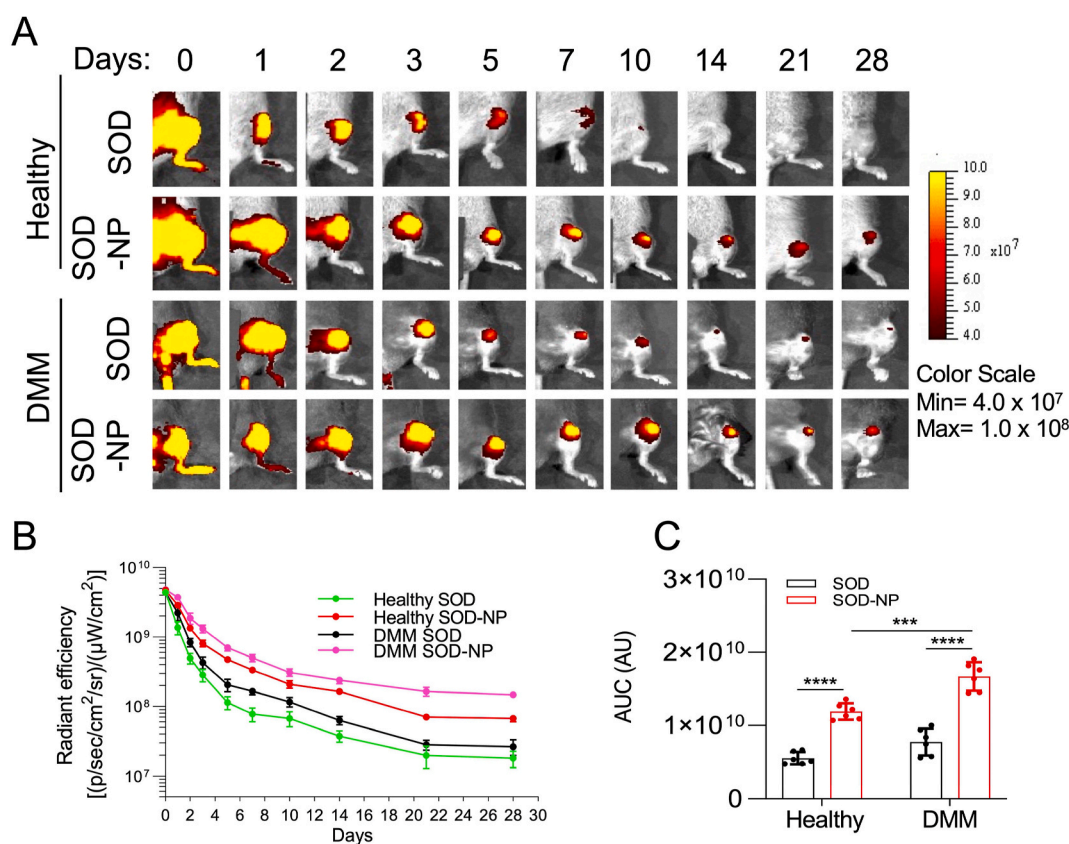 A
Days: 0 1 2 3 5 7 10 14 21 28
Healthy
SOD
SOD
-NP
DMM
SOD
SOD
-NP
10.0
9.0
8.0
7.0
x10⁷
6.0
5.0
4.0
Color Scale
Min= 4.0 x 10⁷
Max= 1.0 x 10⁸
B
Radiant efficiency
[(p/sec/cm²/sr)/(µW/cm²)]
10¹⁰
10⁹
10⁸
10⁷
Healthy SOD
Healthy SOD-NP
DMM SOD
DMM SOD-NP
0 2 4 6 8 10 12 14 16 18 20 22 24 26 28 30
Days
C
AUC (AU)
3×10¹⁰
2×10¹⁰
1×10¹⁰
0
SOD
SOD-NP
***
****
****
Healthy DMM